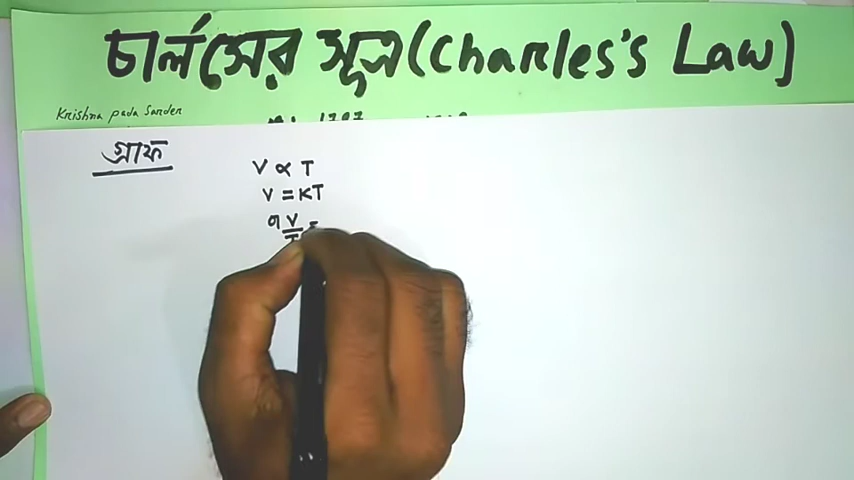 চার্লসের সূত্র (Charles's Law)
Krishna pada Sarder
গ্রাফ
V ∝ T
V = KT
বা V/T =